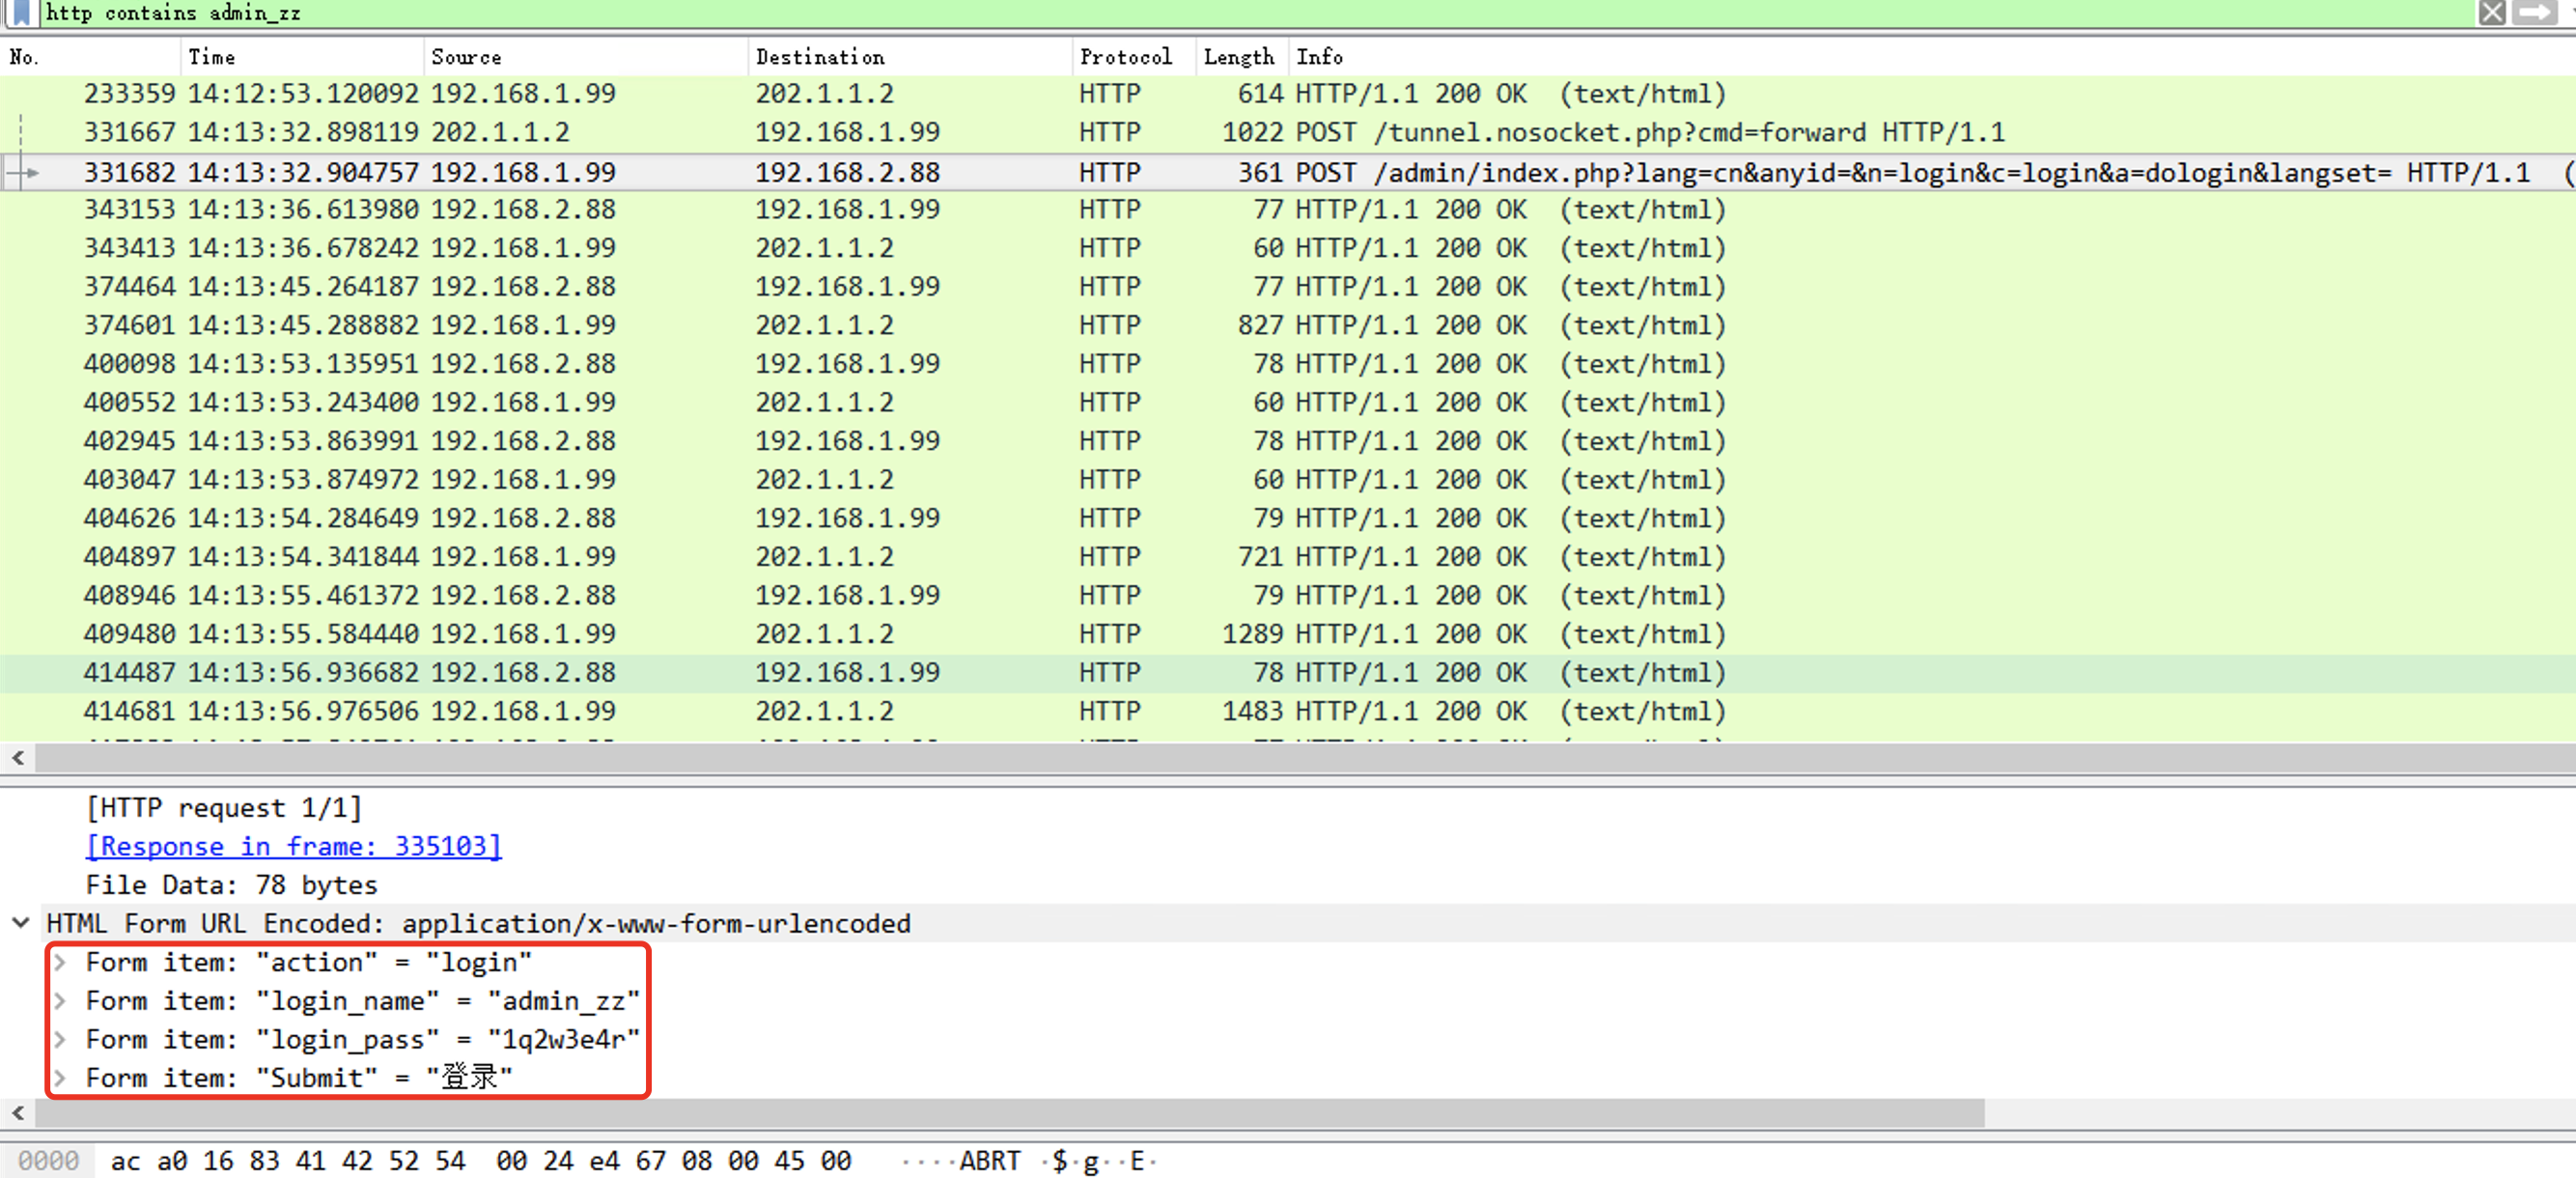 http contains admin_zz
No. Time Source Destination Protocol Length Info
233359 14:12:53.120092 192.168.1.99 202.1.1.2 HTTP 614 HTTP/1.1 200 OK (text/html)
331667 14:13:32.898119 202.1.1.2 192.168.1.99 HTTP 1022 POST /tunnel.nosocket.php?cmd=forward HTTP/1.1
331682 14:13:32.904757 192.168.1.99 192.168.2.88 HTTP 361 POST /admin/index.php?lang=cn&anyid=&n=login&c=login&a=dologin&langset= HTTP/1.1 (
343153 14:13:36.613980 192.168.2.88 192.168.1.99 HTTP 77 HTTP/1.1 200 OK (text/html)
343413 14:13:36.678242 192.168.1.99 202.1.1.2 HTTP 60 HTTP/1.1 200 OK (text/html)
374464 14:13:45.264187 192.168.2.88 192.168.1.99 HTTP 77 HTTP/1.1 200 OK (text/html)
374601 14:13:45.288882 192.168.1.99 202.1.1.2 HTTP 827 HTTP/1.1 200 OK (text/html)
400098 14:13:53.135951 192.168.2.88 192.168.1.99 HTTP 78 HTTP/1.1 200 OK (text/html)
400552 14:13:53.243400 192.168.1.99 202.1.1.2 HTTP 60 HTTP/1.1 200 OK (text/html)
402945 14:13:53.863991 192.168.2.88 192.168.1.99 HTTP 78 HTTP/1.1 200 OK (text/html)
403047 14:13:53.874972 192.168.1.99 202.1.1.2 HTTP 60 HTTP/1.1 200 OK (text/html)
404626 14:13:54.284649 192.168.2.88 192.168.1.99 HTTP 79 HTTP/1.1 200 OK (text/html)
404897 14:13:54.341844 192.168.1.99 202.1.1.2 HTTP 721 HTTP/1.1 200 OK (text/html)
408946 14:13:55.461372 192.168.2.88 192.168.1.99 HTTP 79 HTTP/1.1 200 OK (text/html)
409480 14:13:55.584440 192.168.1.99 202.1.1.2 HTTP 1289 HTTP/1.1 200 OK (text/html)
414487 14:13:56.936682 192.168.2.88 192.168.1.99 HTTP 78 HTTP/1.1 200 OK (text/html)
414681 14:13:56.976506 192.168.1.99 202.1.1.2 HTTP 1483 HTTP/1.1 200 OK (text/html)
[HTTP request 1/1]
[Response in frame: 335103]
File Data: 78 bytes
HTML Form URL Encoded: application/x-www-form-urlencoded
Form item: "action" = "login"
Form item: "login_name" = "admin_zz"
Form item: "login_pass" = "1q2w3e4r"
Form item: "Submit" = "登录"
0000 ac a0 16 83 41 42 52 54 00 24 e4 67 08 00 45 00 ····ABRT ·$·g··E·